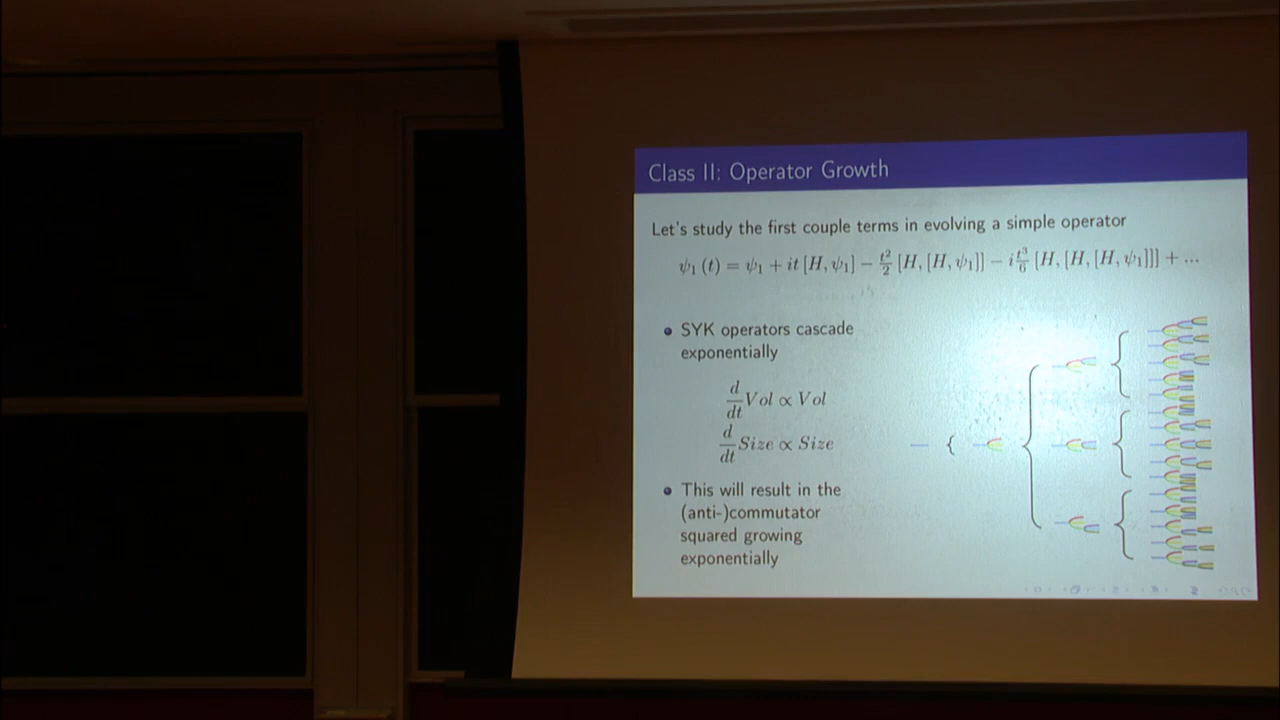 Class II: Operator Growth
Let's study the first couple terms in evolving a simple operator
ψ₁(t) = ψ₁ + it[H, ψ₁] − t²/2 [H, [H, ψ₁]] − i t³/6 [H, [H, [H, ψ₁]]] + ...
SYK operators cascade
exponentially
d/dt Vol ∝ Vol
d/dt Size ∝ Size
This will result in the
(anti-)commutator
squared growing
exponentially